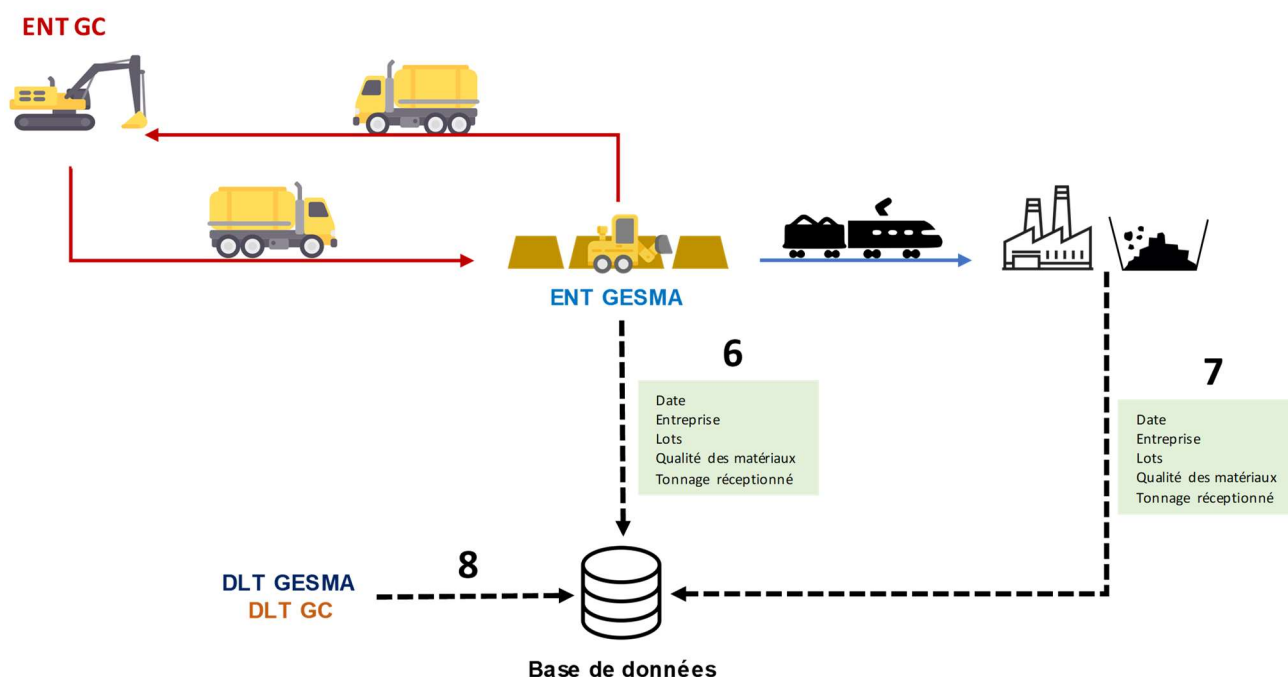 ENT GC
ENT GESMA
6
Date
Entreprise
Lots
Qualité des matériaux
Tonnage réceptionné
7
Date
Entreprise
Lots
Qualité des matériaux
Tonnage réceptionné
8
DLT GESMA
DLT GC
Base de données